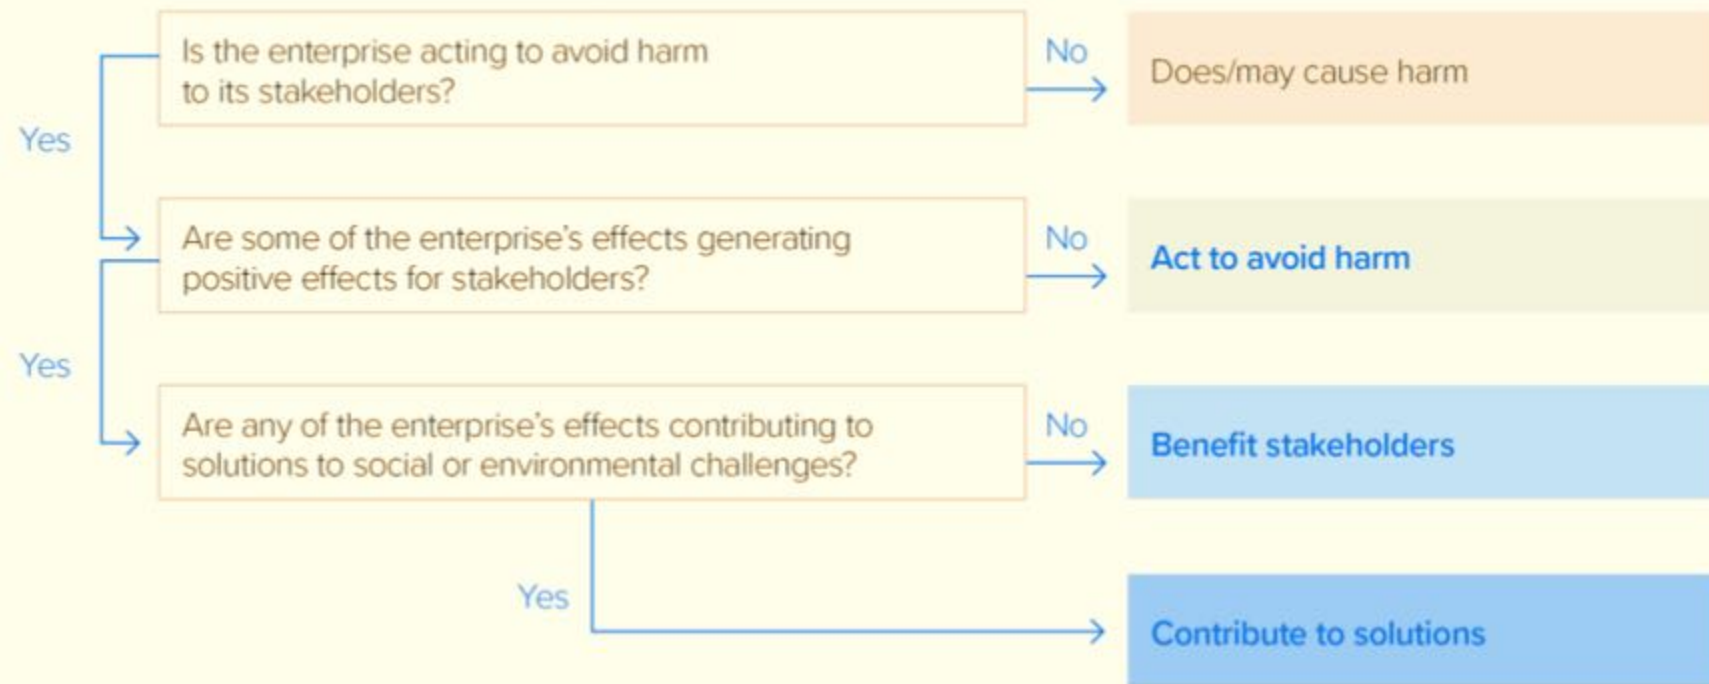 Is the enterprise acting to avoid harm
to its stakeholders?
No
Does/may cause harm
Yes
Are some of the enterprise's effects generating
positive effects for stakeholders?
No
Act to avoid harm
Yes
Are any of the enterprise's effects contributing to
solutions to social or environmental challenges?
No
Benefit stakeholders
Yes
Contribute to solutions